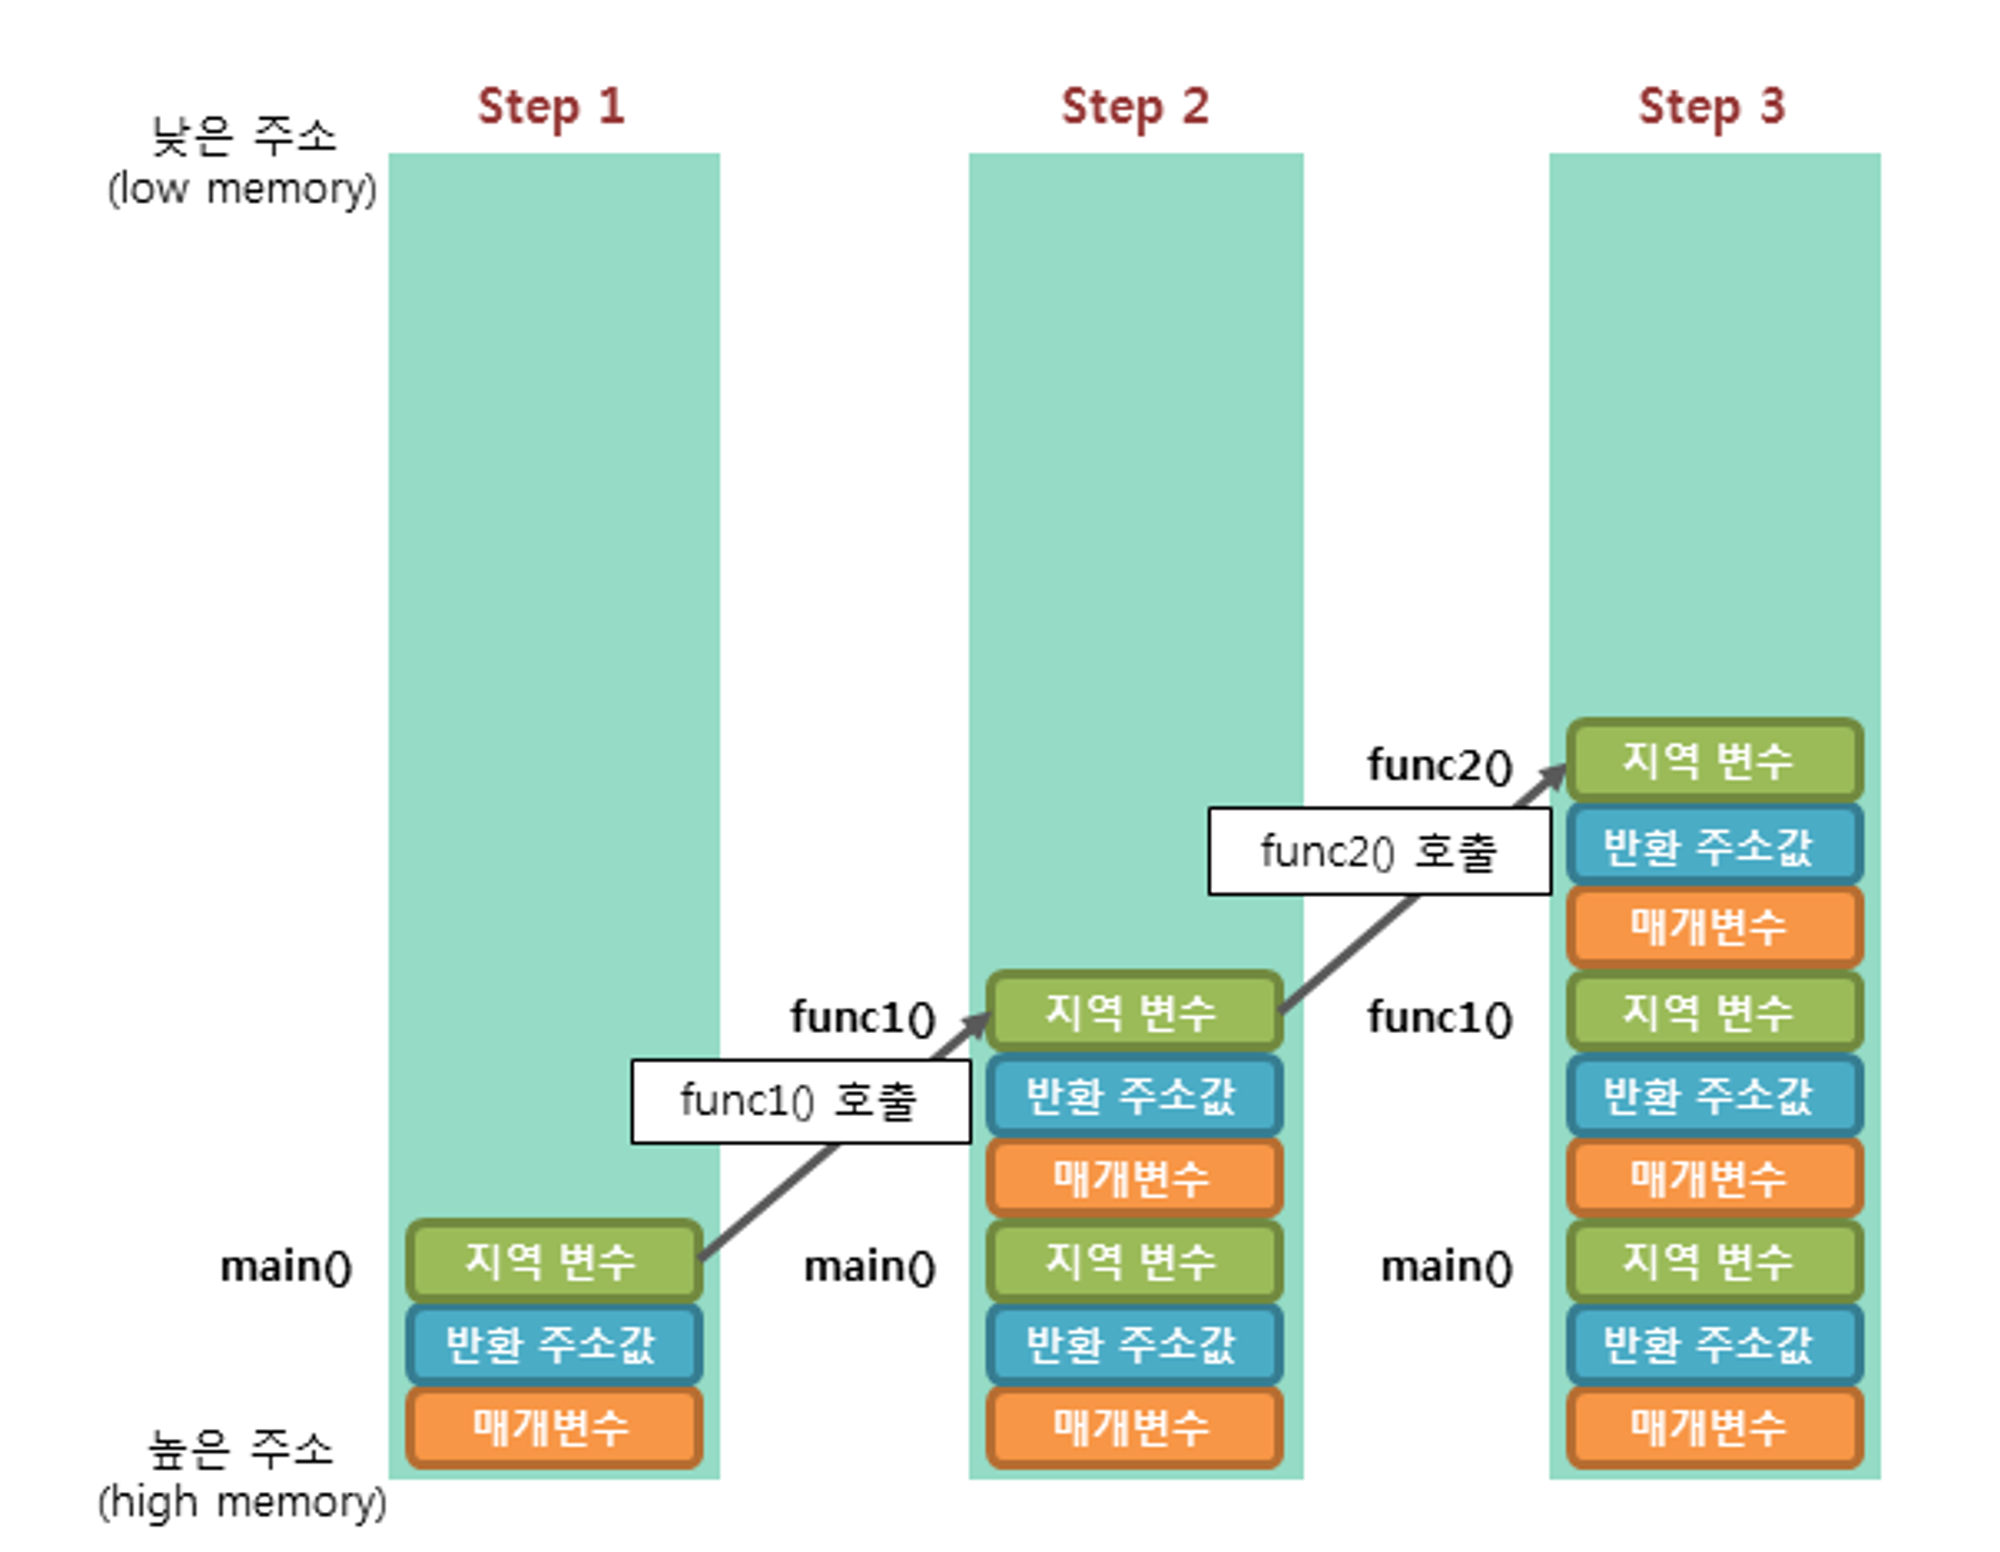 Step 1
Step 2
Step 3
낮은 주소
(low memory)
func2()
지역 변수
func2() 호출
반환 주소값
매개변수
func1()
지역 변수
func1()
지역 변수
func1() 호출
반환 주소값
반환 주소값
매개변수
매개변수
main()
지역 변수
main()
지역 변수
main()
지역 변수
반환 주소값
반환 주소값
반환 주소값
매개변수
매개변수
매개변수
높은 주소
(high memory)